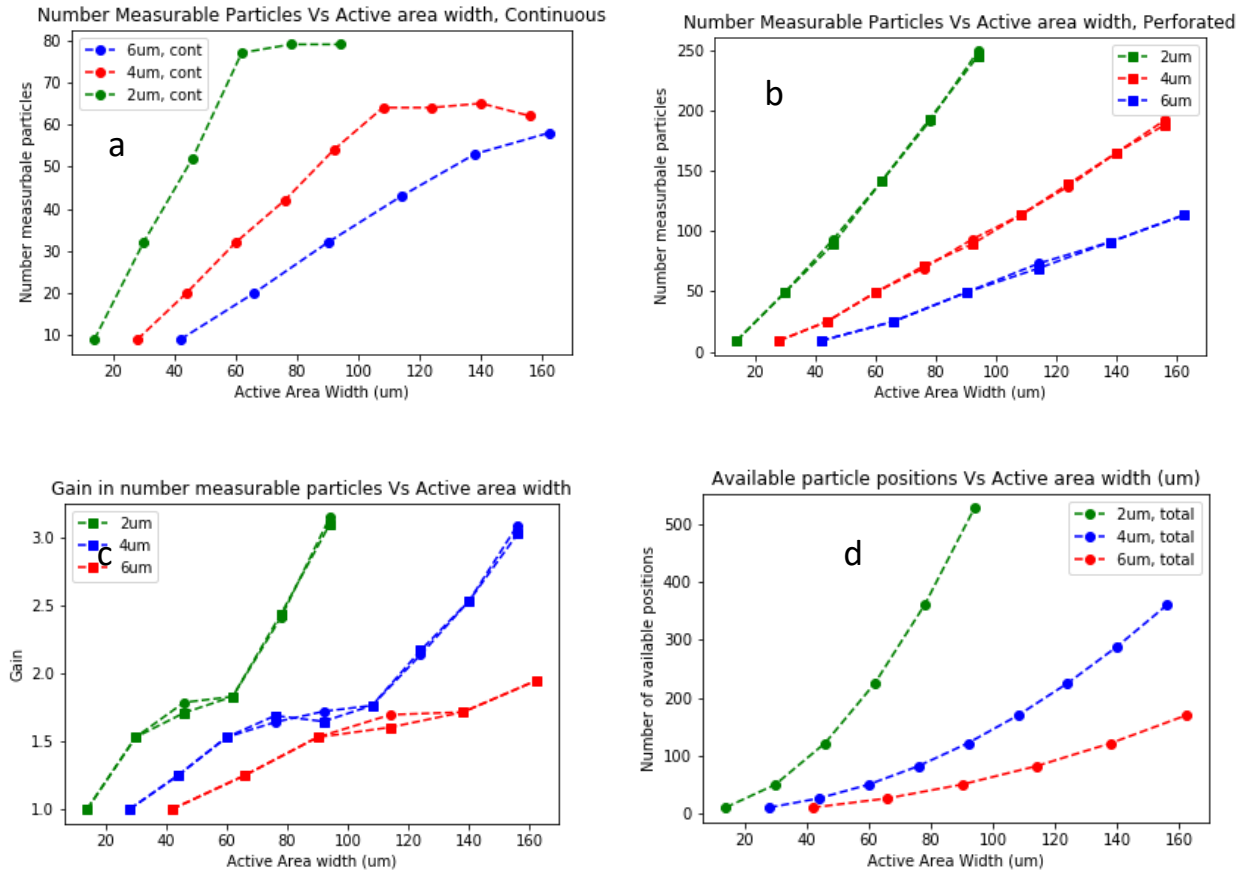 Number Measurable Particles Vs Active area width, Continuous
80
70
60
50
40
30
20
10
Number measurable particles
6um, cont
4um, cont
2um, cont
a
20 40 60 80 100 120 140 160
Active Area Width (um)
Number Measurable Particles Vs Active area width, Perforated
250
200
150
100
50
0
Number measurbale particles
2um
4um
6um
b
20 40 60 80 100 120 140 160
Active Area Width (um)
Gain in number measurable particles Vs Active area width
3.0
2.5
2.0
1.5
1.0
Gain
2um
4um
6um
c
20 40 60 80 100 120 140 160
Active Area width (um)
Available particle positions Vs Active area width (um)
500
400
300
200
100
0
Number of available positions
2um, total
4um, total
6um, total
d
20 40 60 80 100 120 140 160
Active Area Width (um)